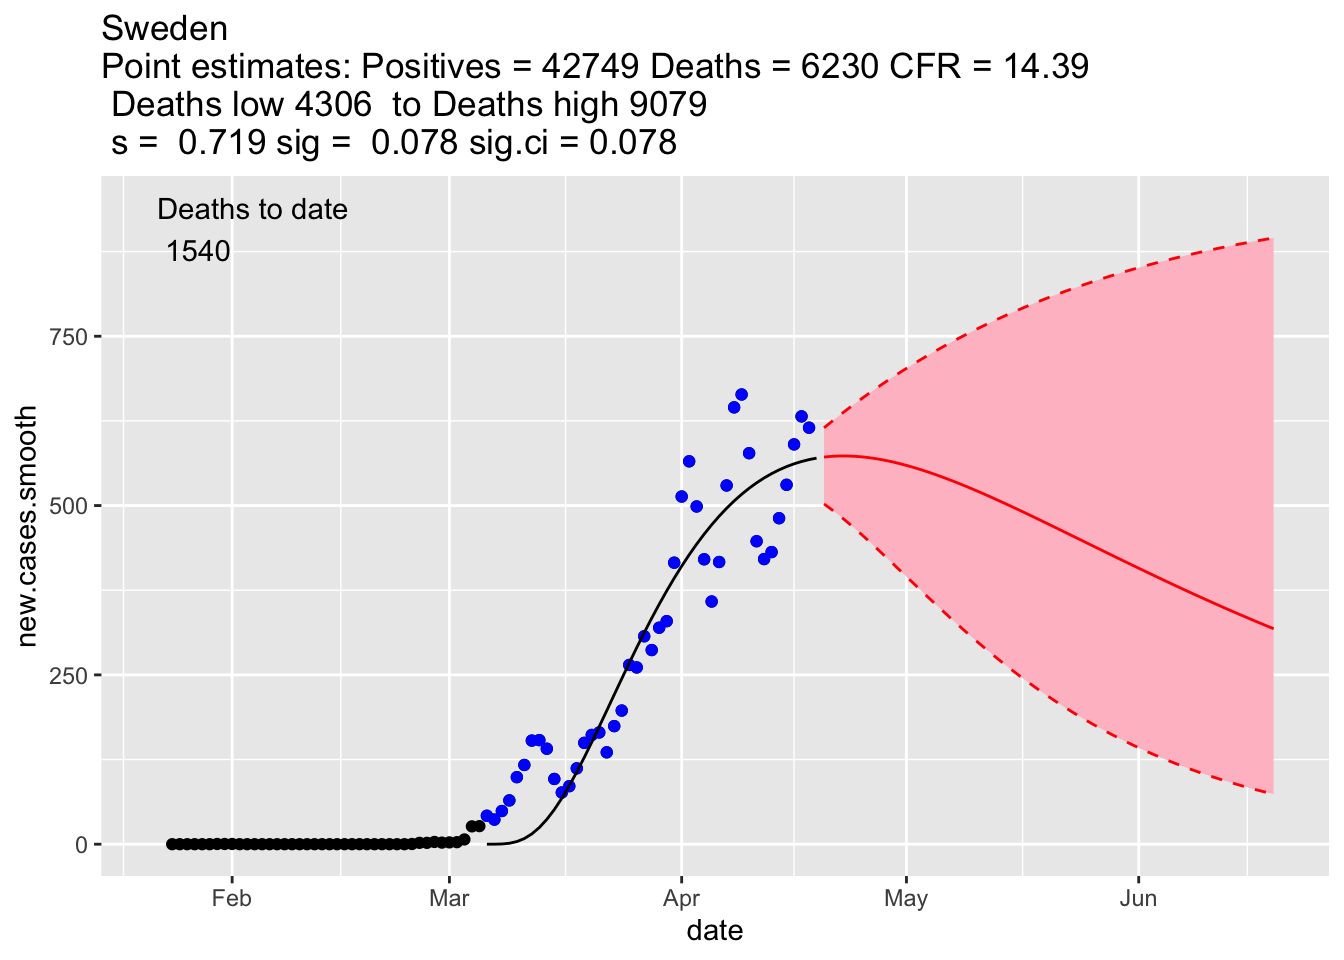 Sweden
Point estimates: Positives = 42749 Deaths = 6230 CFR = 14.39
Deaths low 4306  to Deaths high 9079
s =  0.719 sig =  0.078 sig.ci = 0.078
Deaths to date
1540
750
500
250
0
new.cases.smooth
Feb Mar Apr May Jun
date